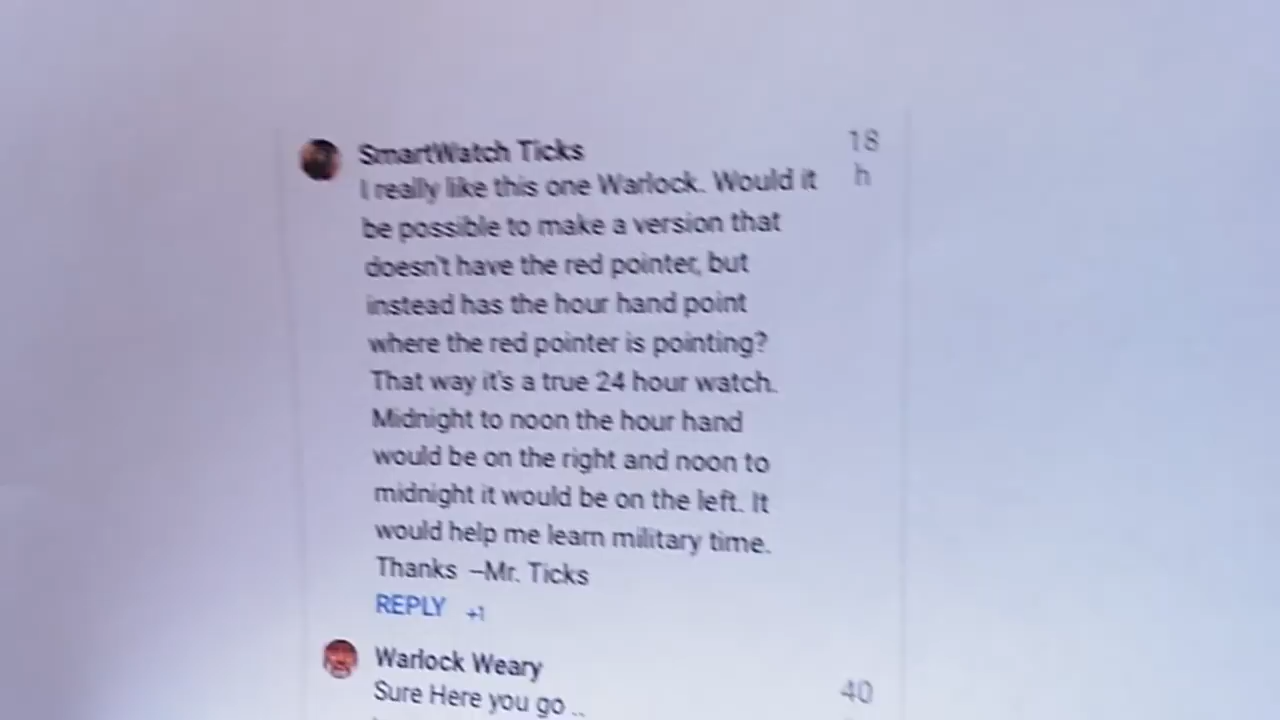 SmartWatch Ticks
18
I really like this one Warlock. Would it
h
be possible to make a version that
doesn't have the red pointer, but
instead has the hour hand point
where the red pointer is pointing?
That way it's a true 24 hour watch.
Midnight to noon the hour hand
would be on the right and noon to
midnight it would be on the left. It
would help me learn military time.
Thanks –Mr. Ticks
REPLY +1
Warlock Weary
40
Sure Here you go ..